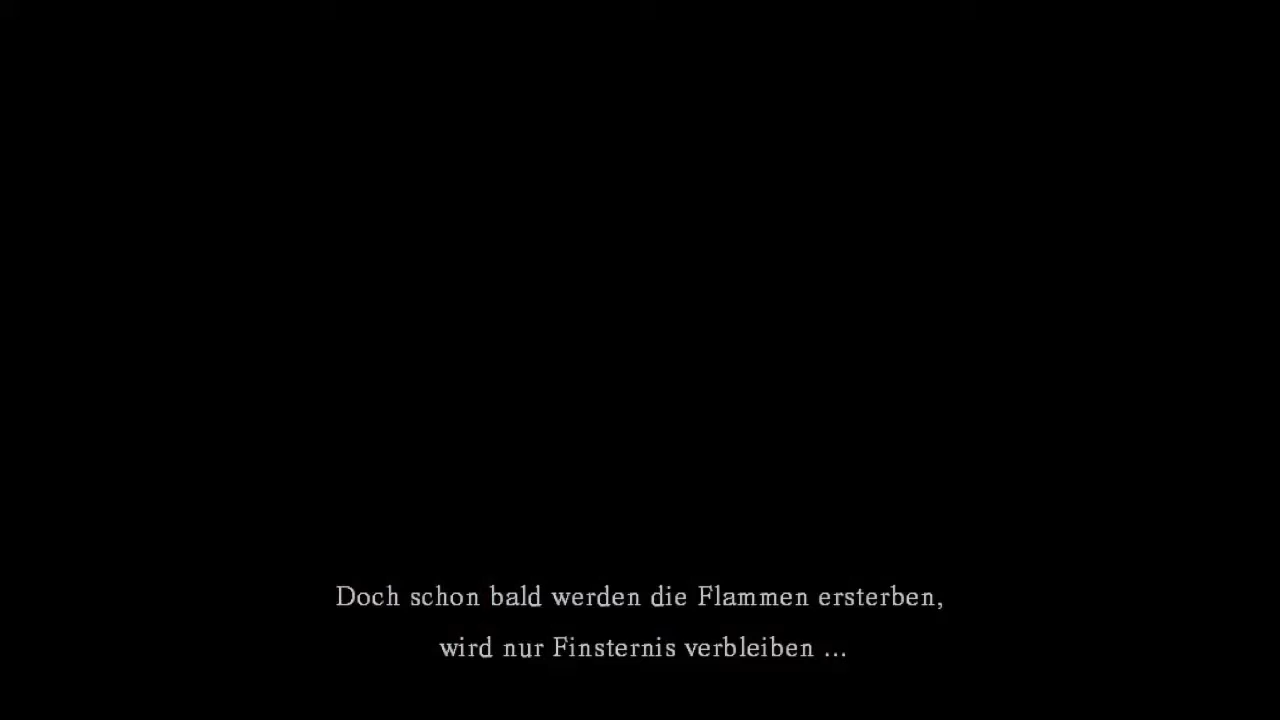 Doch schon bald werden die Flammen ersterben,
wird nur Finsternis verbleiben ...